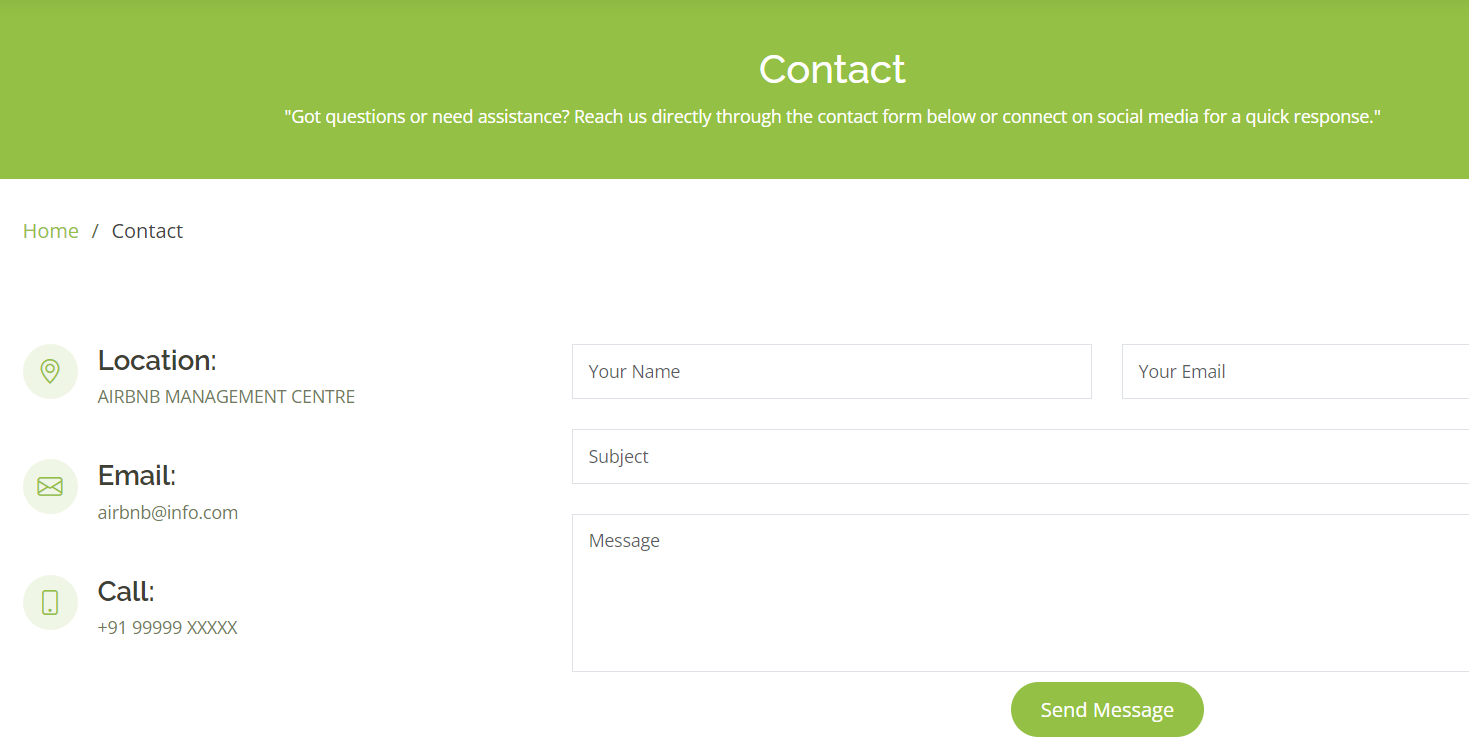 Contact
"Got questions or need assistance? Reach us directly through the contact form below or connect on social media for a quick response."
Home / Contact
Location:
AIRBNB MANAGEMENT CENTRE
Email:
airbnb@info.com
Call:
+91 99999 XXXXX
Your Name
Your Email
Subject
Message
Send Message